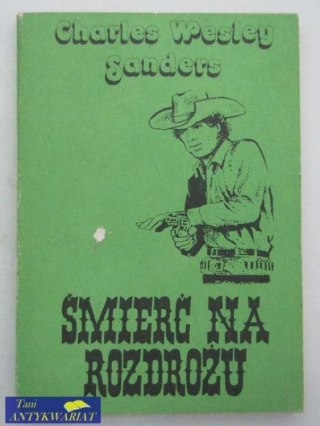 Charles Wesley
Sanders
ŚMIERĆ NA
ROZDROŻU
Tani
ANTYKWARIAT